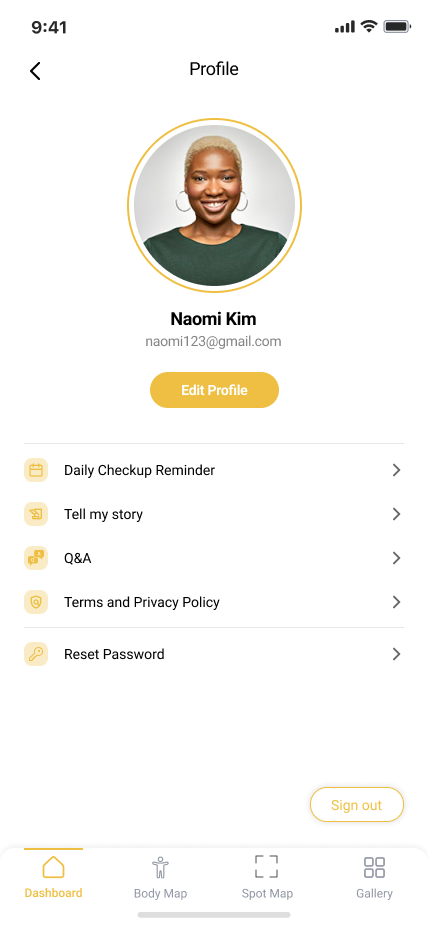 9:41
Profile
Naomi Kim
naomi123@gmail.com
Edit Profile
Daily Checkup Reminder
Tell my story
Q&A
Terms and Privacy Policy
Reset Password
Sign out
Dashboard
Body Map
Spot Map
Gallery